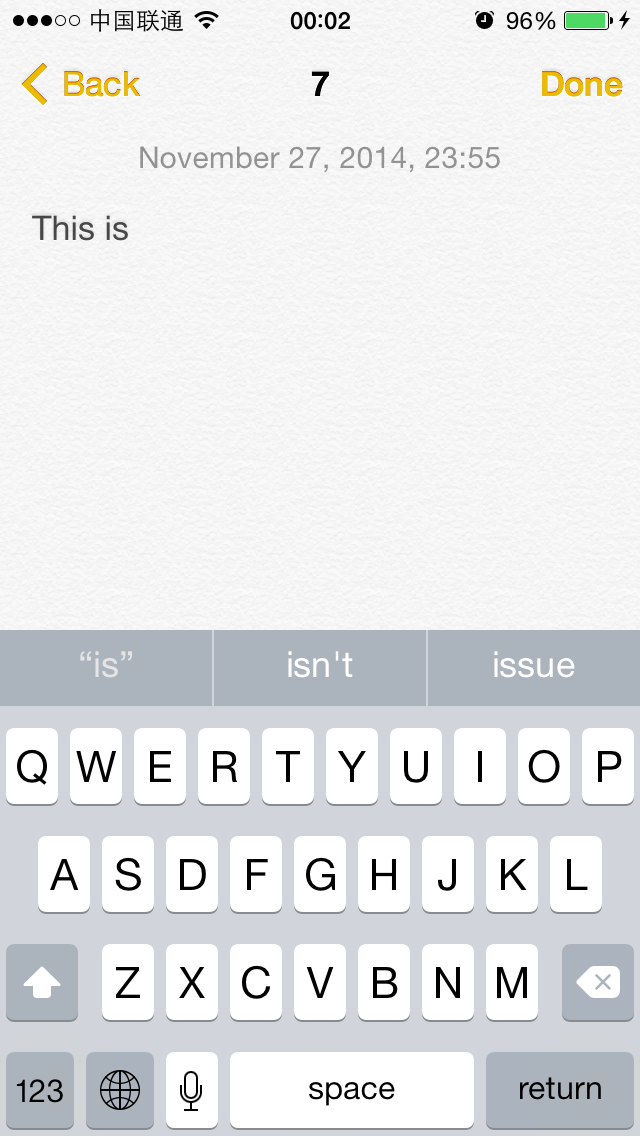 中国联通 00:02 96%
Back 7 Done
November 27, 2014, 23:55
This is
“is” isn't issue
Q W E R T Y U I O P
A S D F G H J K L
Z X C V B N M
123 space return